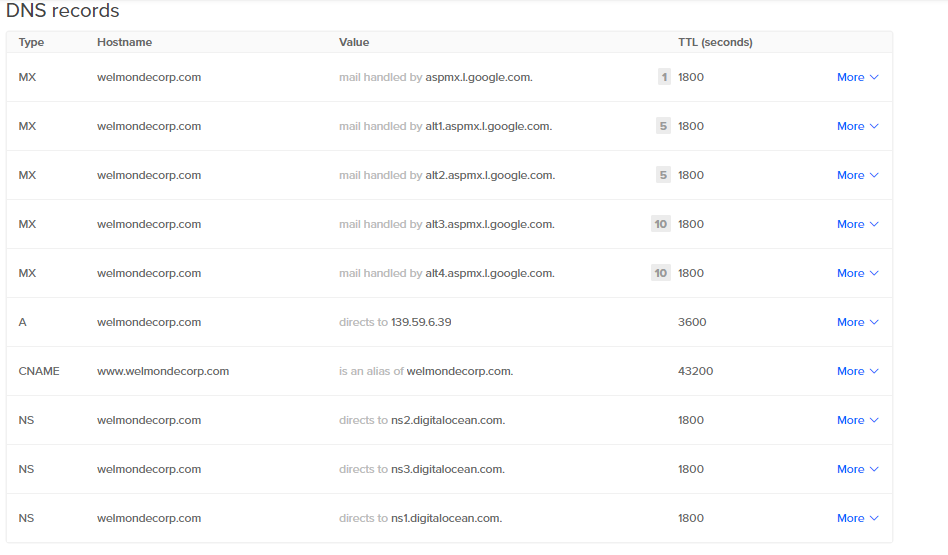 DNS records
Type Hostname Value TTL (seconds)
MX welmondecorp.com mail handled by aspmx.l.google.com. 1 1800 More
MX welmondecorp.com mail handled by alt1.aspmx.l.google.com. 5 1800 More
MX welmondecorp.com mail handled by alt2.aspmx.l.google.com. 5 1800 More
MX welmondecorp.com mail handled by alt3.aspmx.l.google.com. 10 1800 More
MX welmondecorp.com mail handled by alt4.aspmx.l.google.com. 10 1800 More
A welmondecorp.com directs to 139.59.6.39 3600 More
CNAME www.welmondecorp.com is an alias of welmondecorp.com. 43200 More
NS welmondecorp.com directs to ns2.digitalocean.com. 1800 More
NS welmondecorp.com directs to ns3.digitalocean.com. 1800 More
NS welmondecorp.com directs to ns1.digitalocean.com. 1800 More